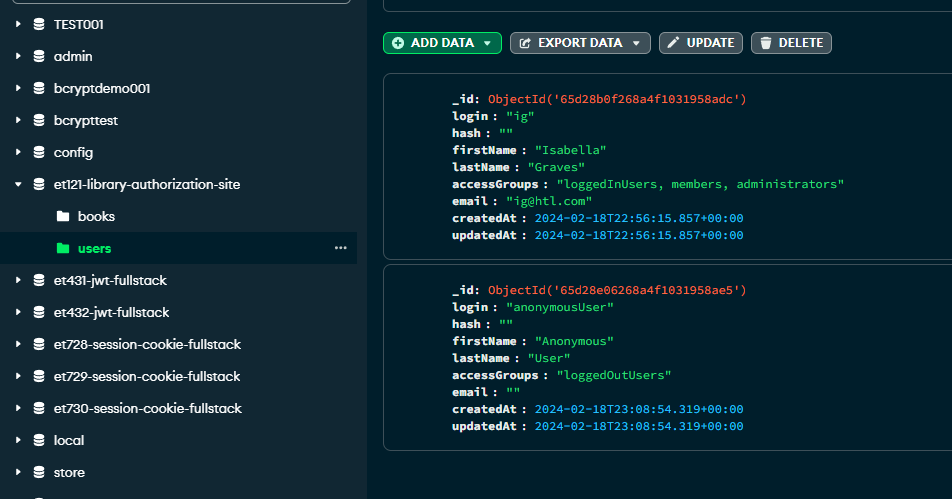 TEST001
admin
bcryptdemo001
bcrypttest
config
et121-library-authorization-site
books
users
et431-jwt-fullstack
et432-jwt-fullstack
et728-session-cookie-fullstack
et729-session-cookie-fullstack
et730-session-cookie-fullstack
local
store
ADD DATA
EXPORT DATA
UPDATE
DELETE
_id: ObjectId('65d28b0f268a4f1031958adc')
login : "ig"
hash : ""
firstName : "Isabella"
lastName : "Graves"
accessGroups : "loggedInUsers, members, administrators"
email : "ig@htl.com"
createdAt : 2024-02-18T22:56:15.857+00:00
updatedAt : 2024-02-18T22:56:15.857+00:00
_id: ObjectId('65d28e06268a4f1031958ae5')
login : "anonymousUser"
hash : ""
firstName : "Anonymous"
lastName : "User"
accessGroups : "loggedOutUsers"
email : ""
createdAt : 2024-02-18T23:08:54.319+00:00
updatedAt : 2024-02-18T23:08:54.319+00:00